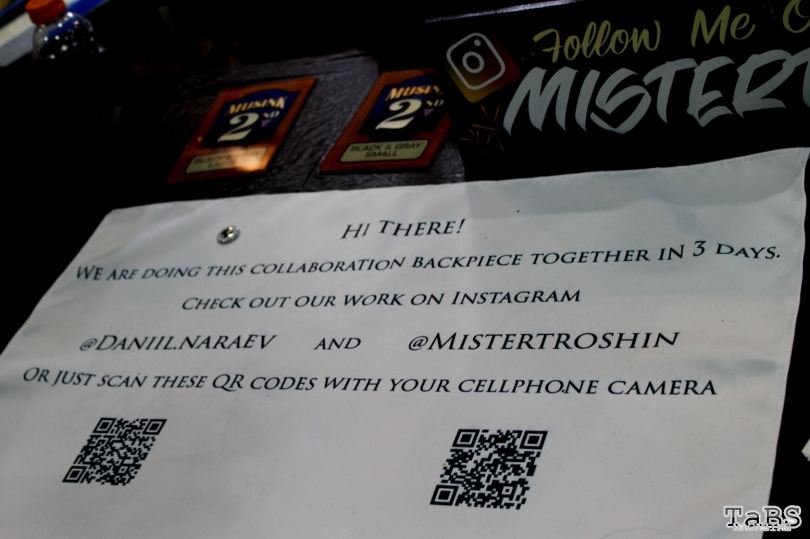 Follow Me
MISTER
MUSINK
2ND
MUSINK
2ND
BLACK & GRAY
SMALL
HI THERE!
WE ARE DOING THIS COLLABORATION BACKPIECE TOGETHER IN 3 DAYS.
CHECK OUT OUR WORK ON INSTAGRAM
@DANIIL.NARAEV AND @MISTERTROSHIN
OR JUST SCAN THESE QR CODES WITH YOUR CELLPHONE CAMERA
TaBS